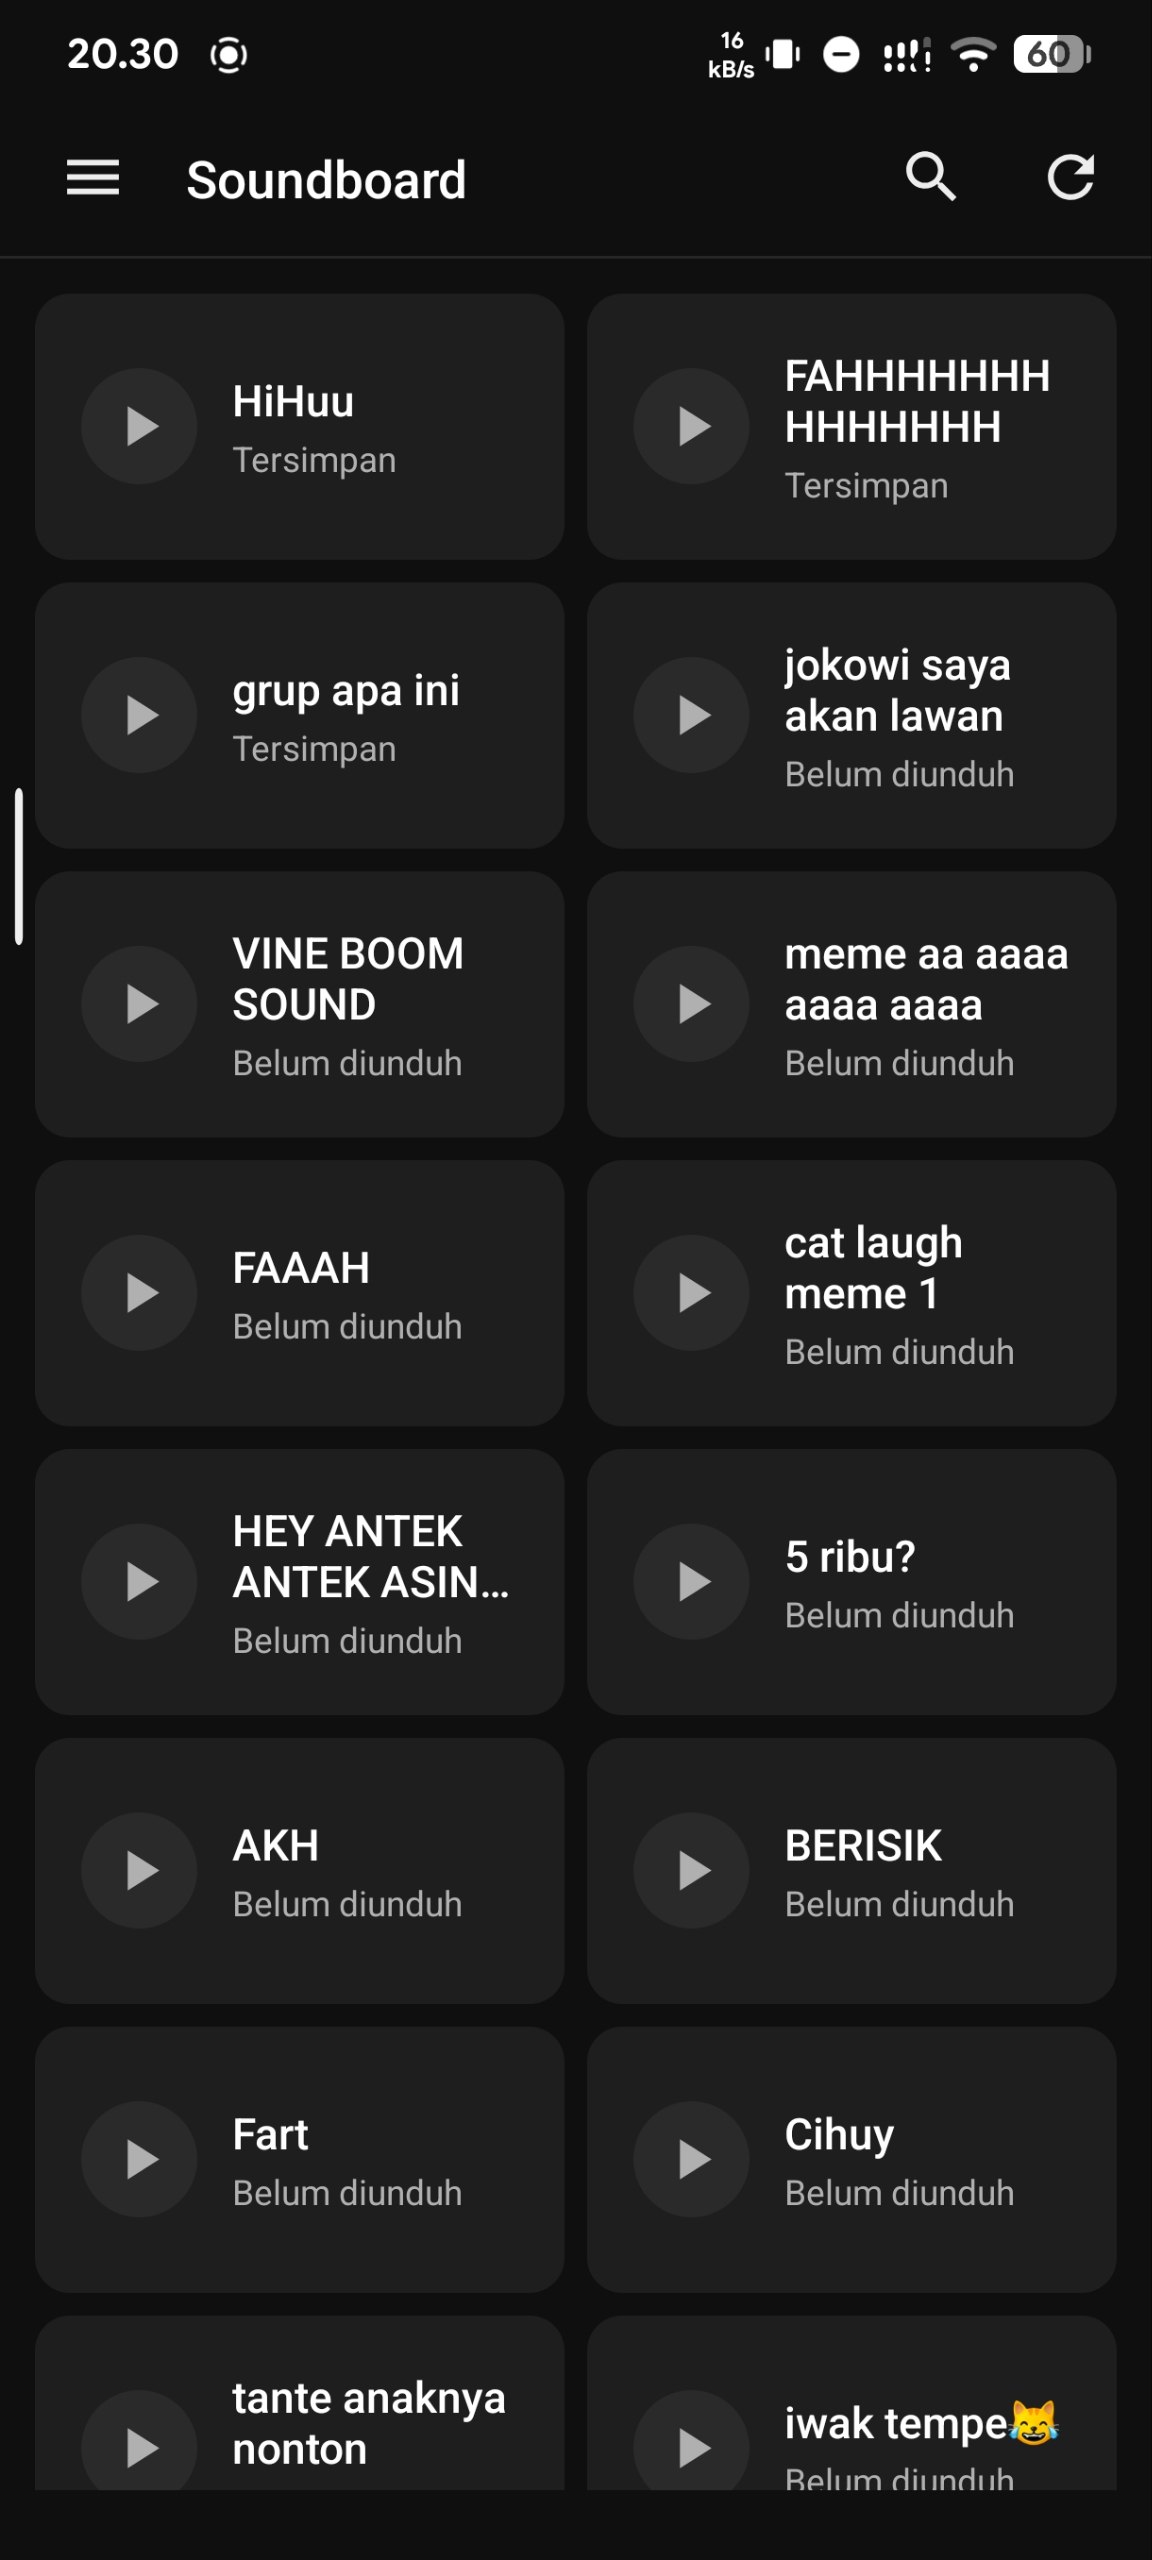 20.30
16
kB/s
60
Soundboard
HiHuu
Tersimpan
FAHHHHHHH
HHHHHHH
Tersimpan
grup apa ini
Tersimpan
jokowi saya
akan lawan
Belum diunduh
VINE BOOM
SOUND
Belum diunduh
meme aa aaaa
aaaa aaaa
Belum diunduh
FAAAH
Belum diunduh
cat laugh
meme 1
Belum diunduh
HEY ANTEK
ANTEK ASIN...
Belum diunduh
5 ribu?
Belum diunduh
AKH
Belum diunduh
BERISIK
Belum diunduh
Fart
Belum diunduh
Cihuy
Belum diunduh
tante anaknya
nonton
iwak tempe😹
Belum diunduh